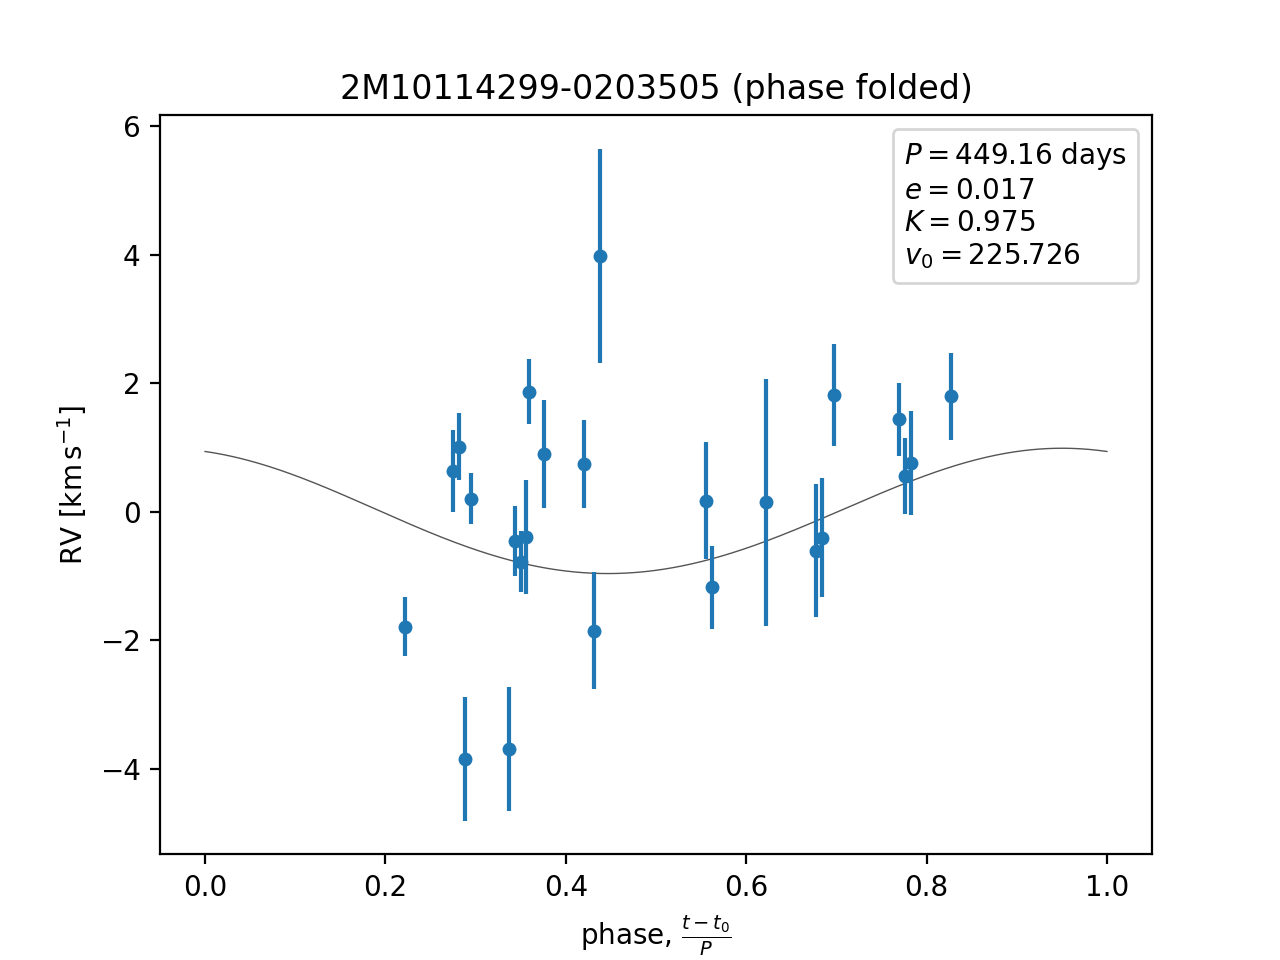 2M10114299-0203505 (phase folded)
P = 449.16 days
e = 0.017
K = 0.975
v₀ = 225.726
6
4
2
0
−2
−4
RV [km s⁻¹]
0.0 0.2 0.4 0.6 0.8 1.0
phase, (t − t₀)/P